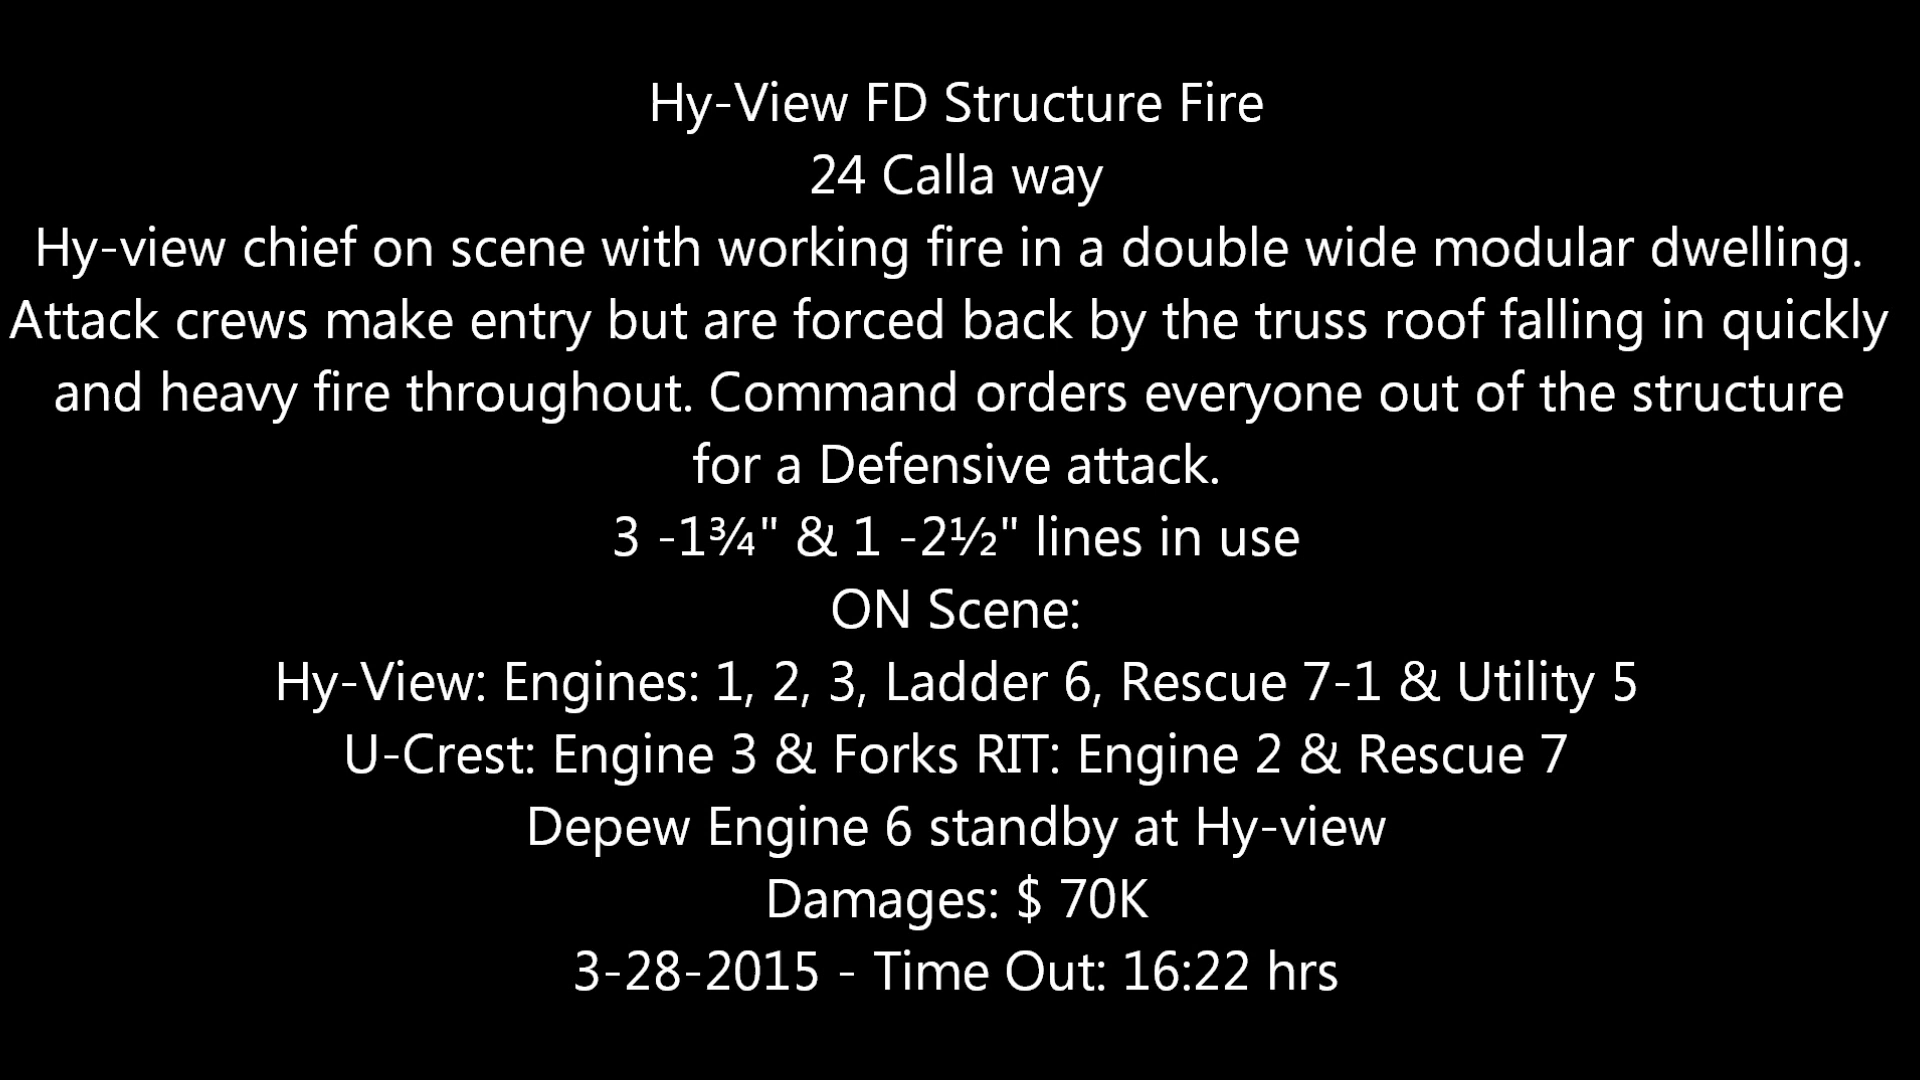 Hy-View FD Structure Fire
24 Calla way
Hy-view chief on scene with working fire in a double wide modular dwelling.
Attack crews make entry but are forced back by the truss roof falling in quickly
and heavy fire throughout. Command orders everyone out of the structure
for a Defensive attack.
3 -1¾" & 1 -2½" lines in use
ON Scene:
Hy-View: Engines: 1, 2, 3, Ladder 6, Rescue 7-1 & Utility 5
U-Crest: Engine 3 & Forks RIT: Engine 2 & Rescue 7
Depew Engine 6 standby at Hy-view
Damages: $ 70K
3-28-2015 - Time Out: 16:22 hrs